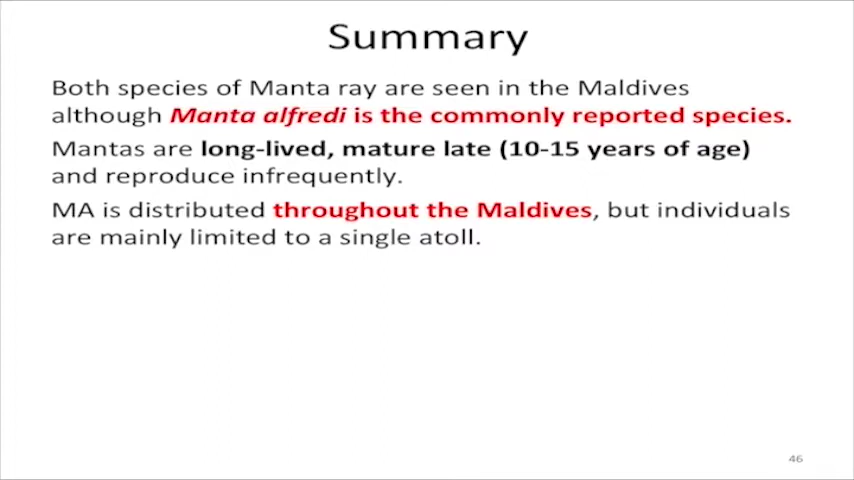 Summary
Both species of Manta ray are seen in the Maldives
although Manta alfredi is the commonly reported species.
Mantas are long-lived, mature late (10-15 years of age)
and reproduce infrequently.
MA is distributed throughout the Maldives, but individuals
are mainly limited to a single atoll.
46